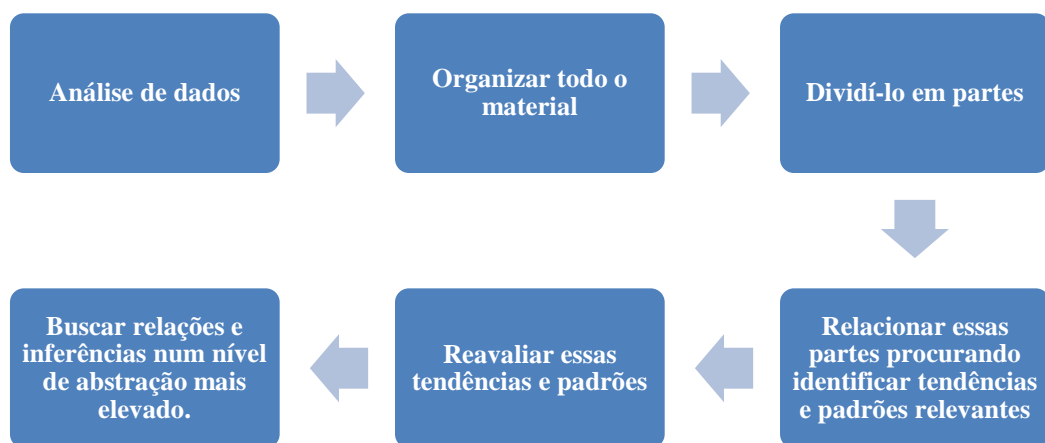 Análise de dados
Organizar todo o
material
Dividí-lo em partes
Relacionar essas
partes procurando
identificar tendências
e padrões relevantes
Reavaliar essas
tendências e padrões
Buscar relações e
inferências num nível
de abstração mais
elevado.